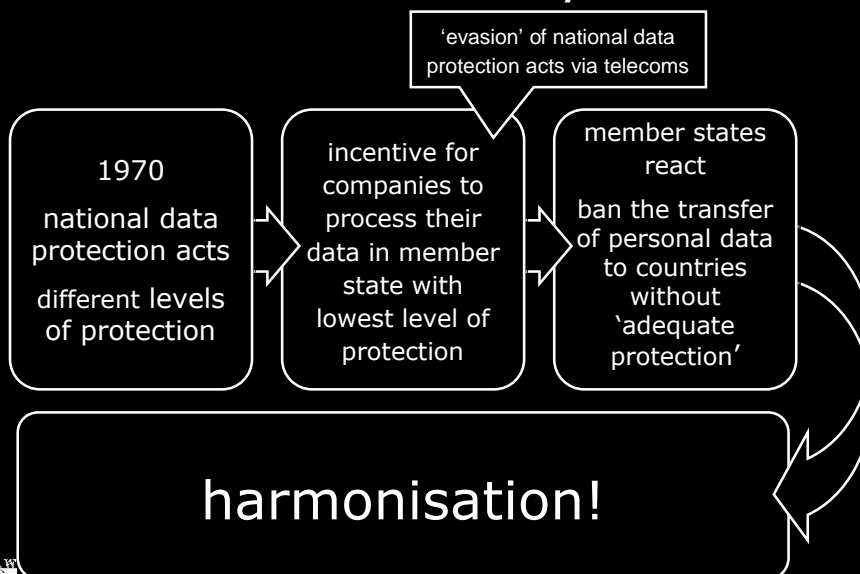 'evasion' of national data
protection acts via telecoms
1970
national data
protection acts
different levels
of protection
incentive for
companies to
process their
data in member
state with
lowest level of
protection
member states
react
ban the transfer
of personal data
to countries
without
‘adequate
protection’
harmonisation!